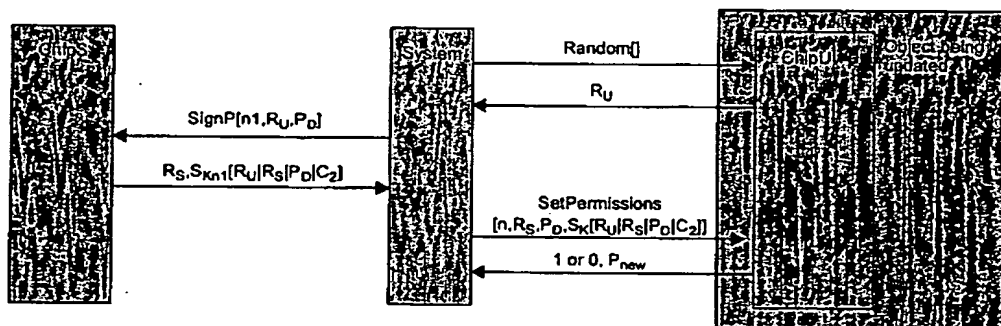 ChipS
System
ChipU
Object being
updated
Random[]
R_U
SignP[n1,R_U,P_D]
R_S,S_Kn1[R_U|R_S|P_D|C_2]
SetPermissions
[n,R_S,P_D,S_K[R_U|R_S|P_D|C_2]]
1 or 0, P_new